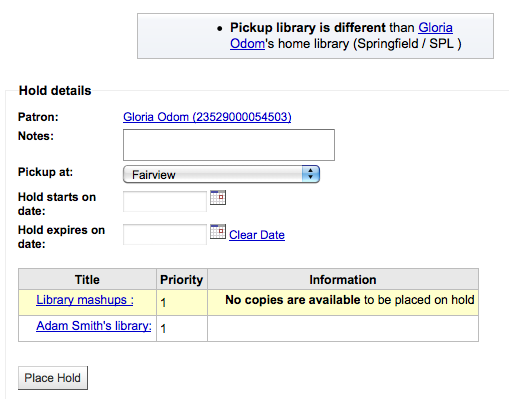 • Pickup library is different than Gloria
Odom's home library (Springfield / SPL )
Hold details
Patron: Gloria Odom (23529000054503)
Notes:
Pickup at: Fairview
Hold starts on
date:
Hold expires on
date: Clear Date
Title Priority Information
Library mashups : 1 No copies are available to be placed on hold
Adam Smith's library: 1
Place Hold